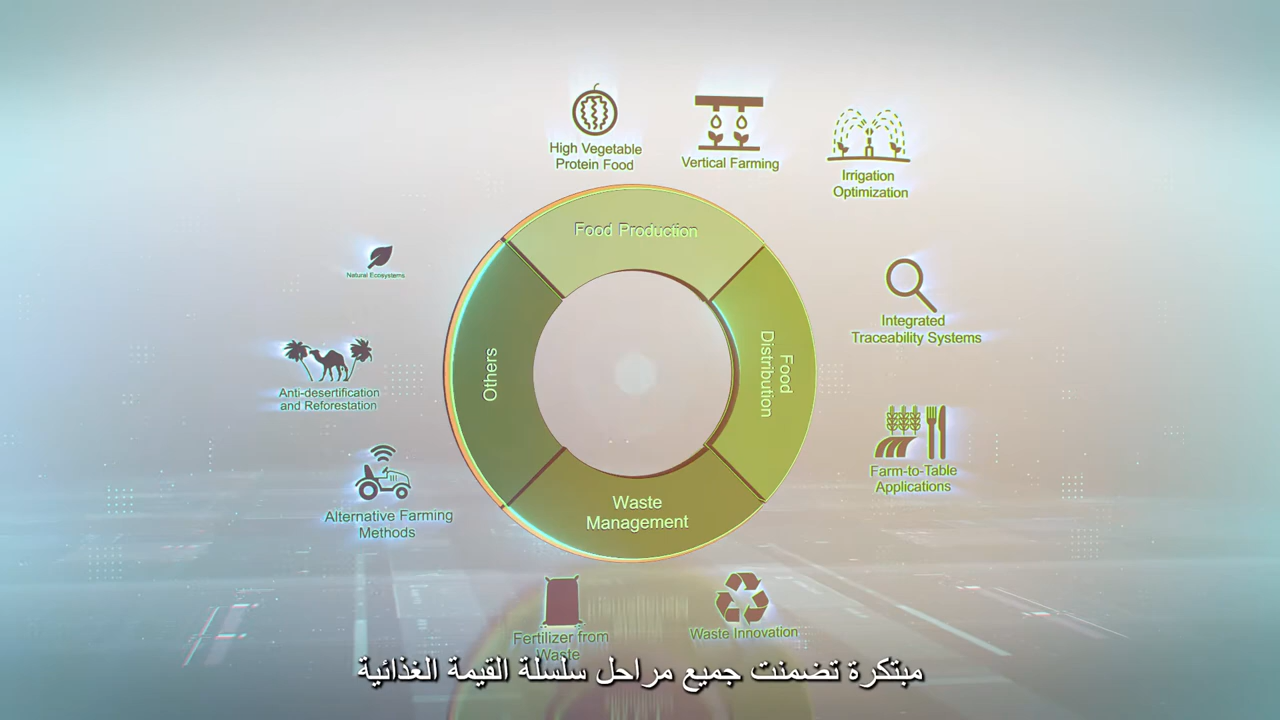 High Vegetable
Protein Food
Vertical Farming
Irrigation
Optimization
Food Production
Natural Ecosystems
Integrated
Traceability Systems
Food
Distribution
Others
Anti-desertification
and Reforestation
Farm-to-Table
Applications
Alternative Farming
Methods
Waste
Management
Fertilizer from
Waste
Waste Innovation
مبتكرة تضمنت جميع مراحل سلسلة القيمة الغذائية